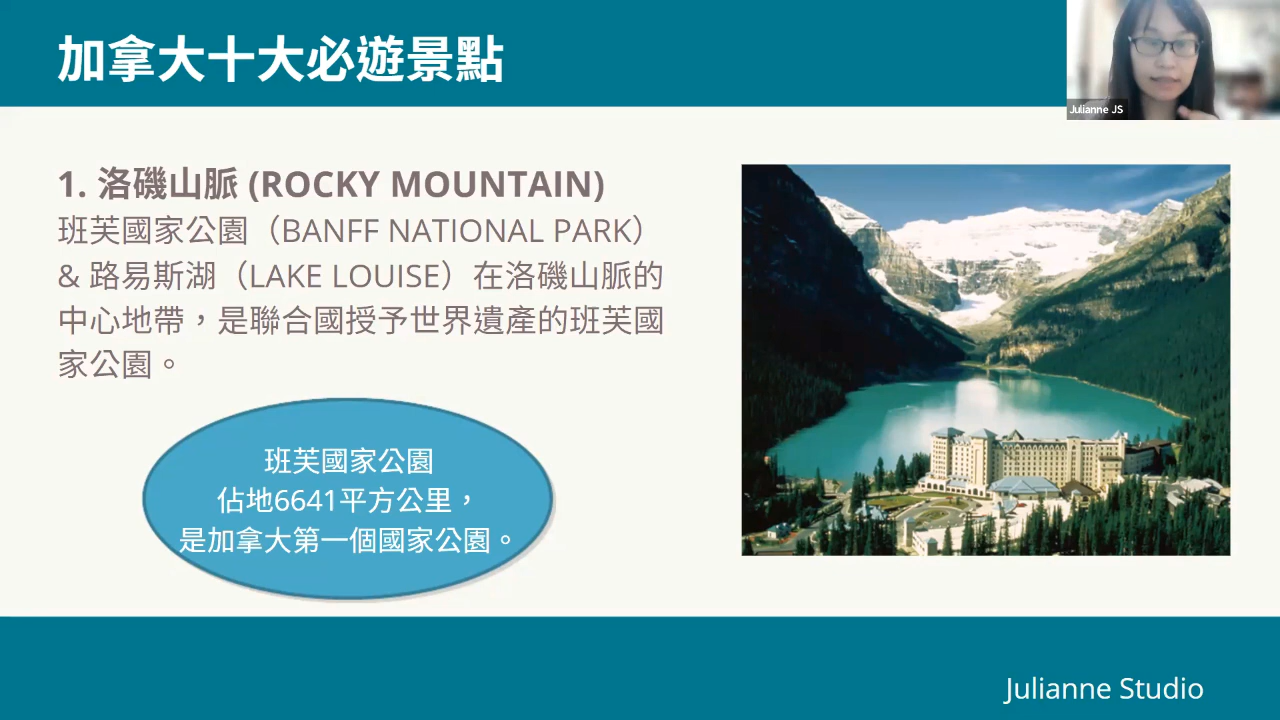 加拿大十大必遊景點
Julianne JS
1. 洛磯山脈 (ROCKY MOUNTAIN)
班芙國家公園（BANFF NATIONAL PARK）
& 路易斯湖（LAKE LOUISE）在洛磯山脈的
中心地帶，是聯合國授予世界遺產的班芙國
家公園。
班芙國家公園
佔地6641平方公里，
是加拿大第一個國家公園。
Julianne Studio